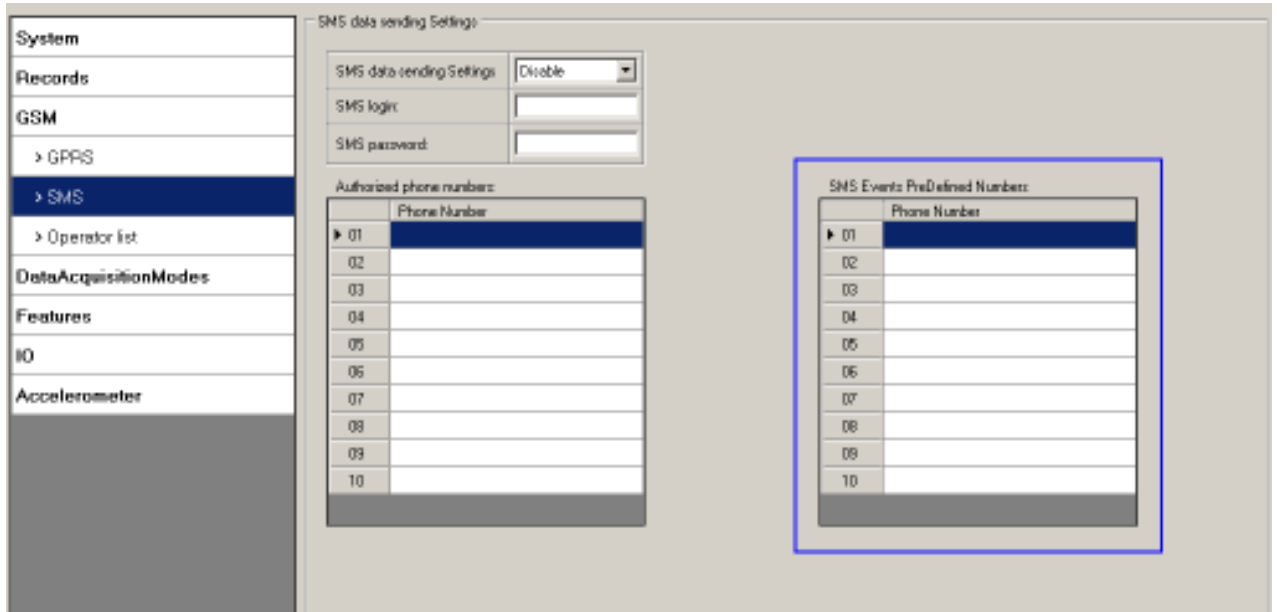 System
Records
GSM
> GPRS
> SMS
> Operator list
DataAcquisitionModes
Features
IO
Accelerometer
SMS data sending Settings
SMS data sending Settings Disable
SMS login:
SMS password:
Authorized phone numbers:
Phone Number
01
02
03
04
05
06
07
08
09
10
SMS Events PreDefined Numbers:
Phone Number
01
02
03
04
05
06
07
08
09
10